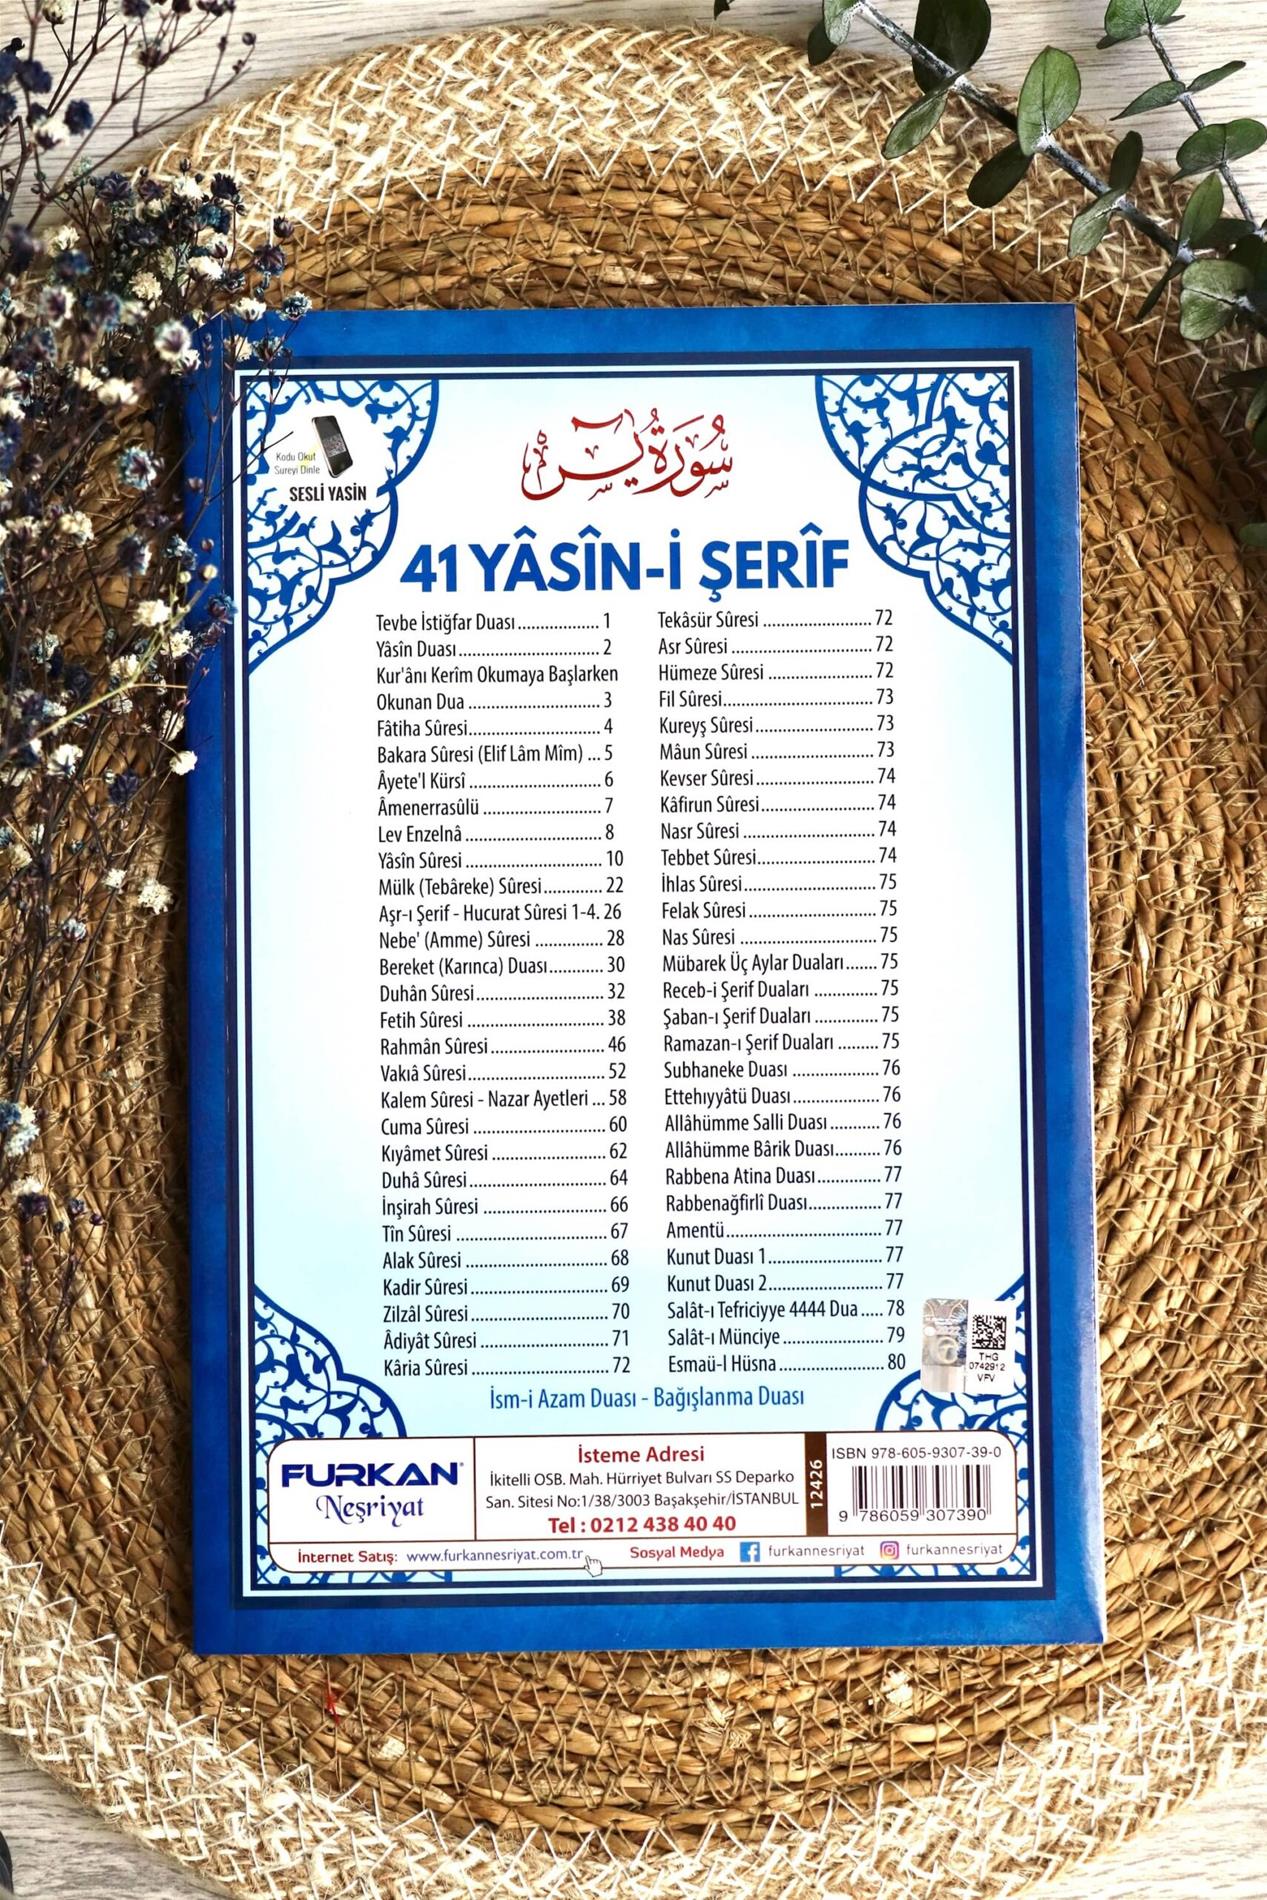 Kodu Okut
Sureyi Dinle
SESLİ YASİN
سُورَةُ يٰسٓ
41 YÂSÎN-İ ŞERÎF
Tevbe İstiğfar Duası.................. 1
Yâsîn Duası............................... 2
Kur'ânı Kerîm Okumaya Başlarken
Okunan Dua ............................. 3
Fâtiha Sûresi............................. 4
Bakara Sûresi (Elif Lâm Mîm) ... 5
Âyete'l Kürsî .............................. 6
Âmenerrasûlü ........................... 7
Lev Enzelnâ .............................. 8
Yâsîn Sûresi .............................. 10
Mülk (Tebâreke) Sûresi............. 22
Aşr-ı Şerif - Hucurat Sûresi 1-4. 26
Nebe' (Amme) Sûresi ............... 28
Bereket (Karınca) Duası............ 30
Duhân Sûresi............................ 32
Fetih Sûresi .............................. 38
Rahmân Sûresi......................... 46
Vakıâ Sûresi.............................. 52
Kalem Sûresi - Nazar Ayetleri ... 58
Cuma Sûresi ............................. 60
Kıyâmet Sûresi ......................... 62
Duhâ Sûresi.............................. 64
İnşirah Sûresi ........................... 66
Tîn Sûresi ................................. 67
Alak Sûresi ............................... 68
Kadir Sûresi.............................. 69
Zilzâl Sûresi.............................. 70
Âdiyât Sûresi ............................ 71
Kâria Sûresi .............................. 72
Tekâsür Sûresi ........................ 72
Asr Sûresi ............................... 72
Hümeze Sûresi ....................... 72
Fil Sûresi................................. 73
Kureyş Sûresi.......................... 73
Mâun Sûresi ........................... 73
Kevser Sûresi .......................... 74
Kâfirun Sûresi......................... 74
Nasr Sûresi ............................. 74
Tebbet Sûresi.......................... 74
İhlas Sûresi............................. 75
Felak Sûresi ............................ 75
Nas Sûresi .............................. 75
Mübarek Üç Aylar Duaları....... 75
Receb-i Şerif Duaları .............. 75
Şaban-ı Şerif Duaları .............. 75
Ramazan-ı Şerif Duaları ......... 75
Subhaneke Duası ................... 76
Ettehıyyâtü Duası................... 76
Allâhümme Salli Duası........... 76
Allâhümme Bârik Duası.......... 76
Rabbena Atina Duası.............. 77
Rabbenağfirlî Duası................ 77
Amentü................................... 77
Kunut Duası 1......................... 77
Kunut Duası 2......................... 77
Salât-ı Tefriciyye 4444 Dua ..... 78
Salât-ı Münciye ...................... 79
Esmaü-l Hüsna ....................... 80
THG
0742912
VFV
İsm-i Azam Duası - Bağışlanma Duası
FURKAN
Neşriyat
İsteme Adresi
İkitelli OSB. Mah. Hürriyet Bulvarı SS Deparko
San. Sitesi No:1/38/3003 Başakşehir/İSTANBUL
Tel : 0212 438 40 40
12426
ISBN 978-605-9307-39-0
9 786059 307390
İnternet Satış: www.furkannesriyat.com.tr
Sosyal Medya furkannesriyat furkannesriyat